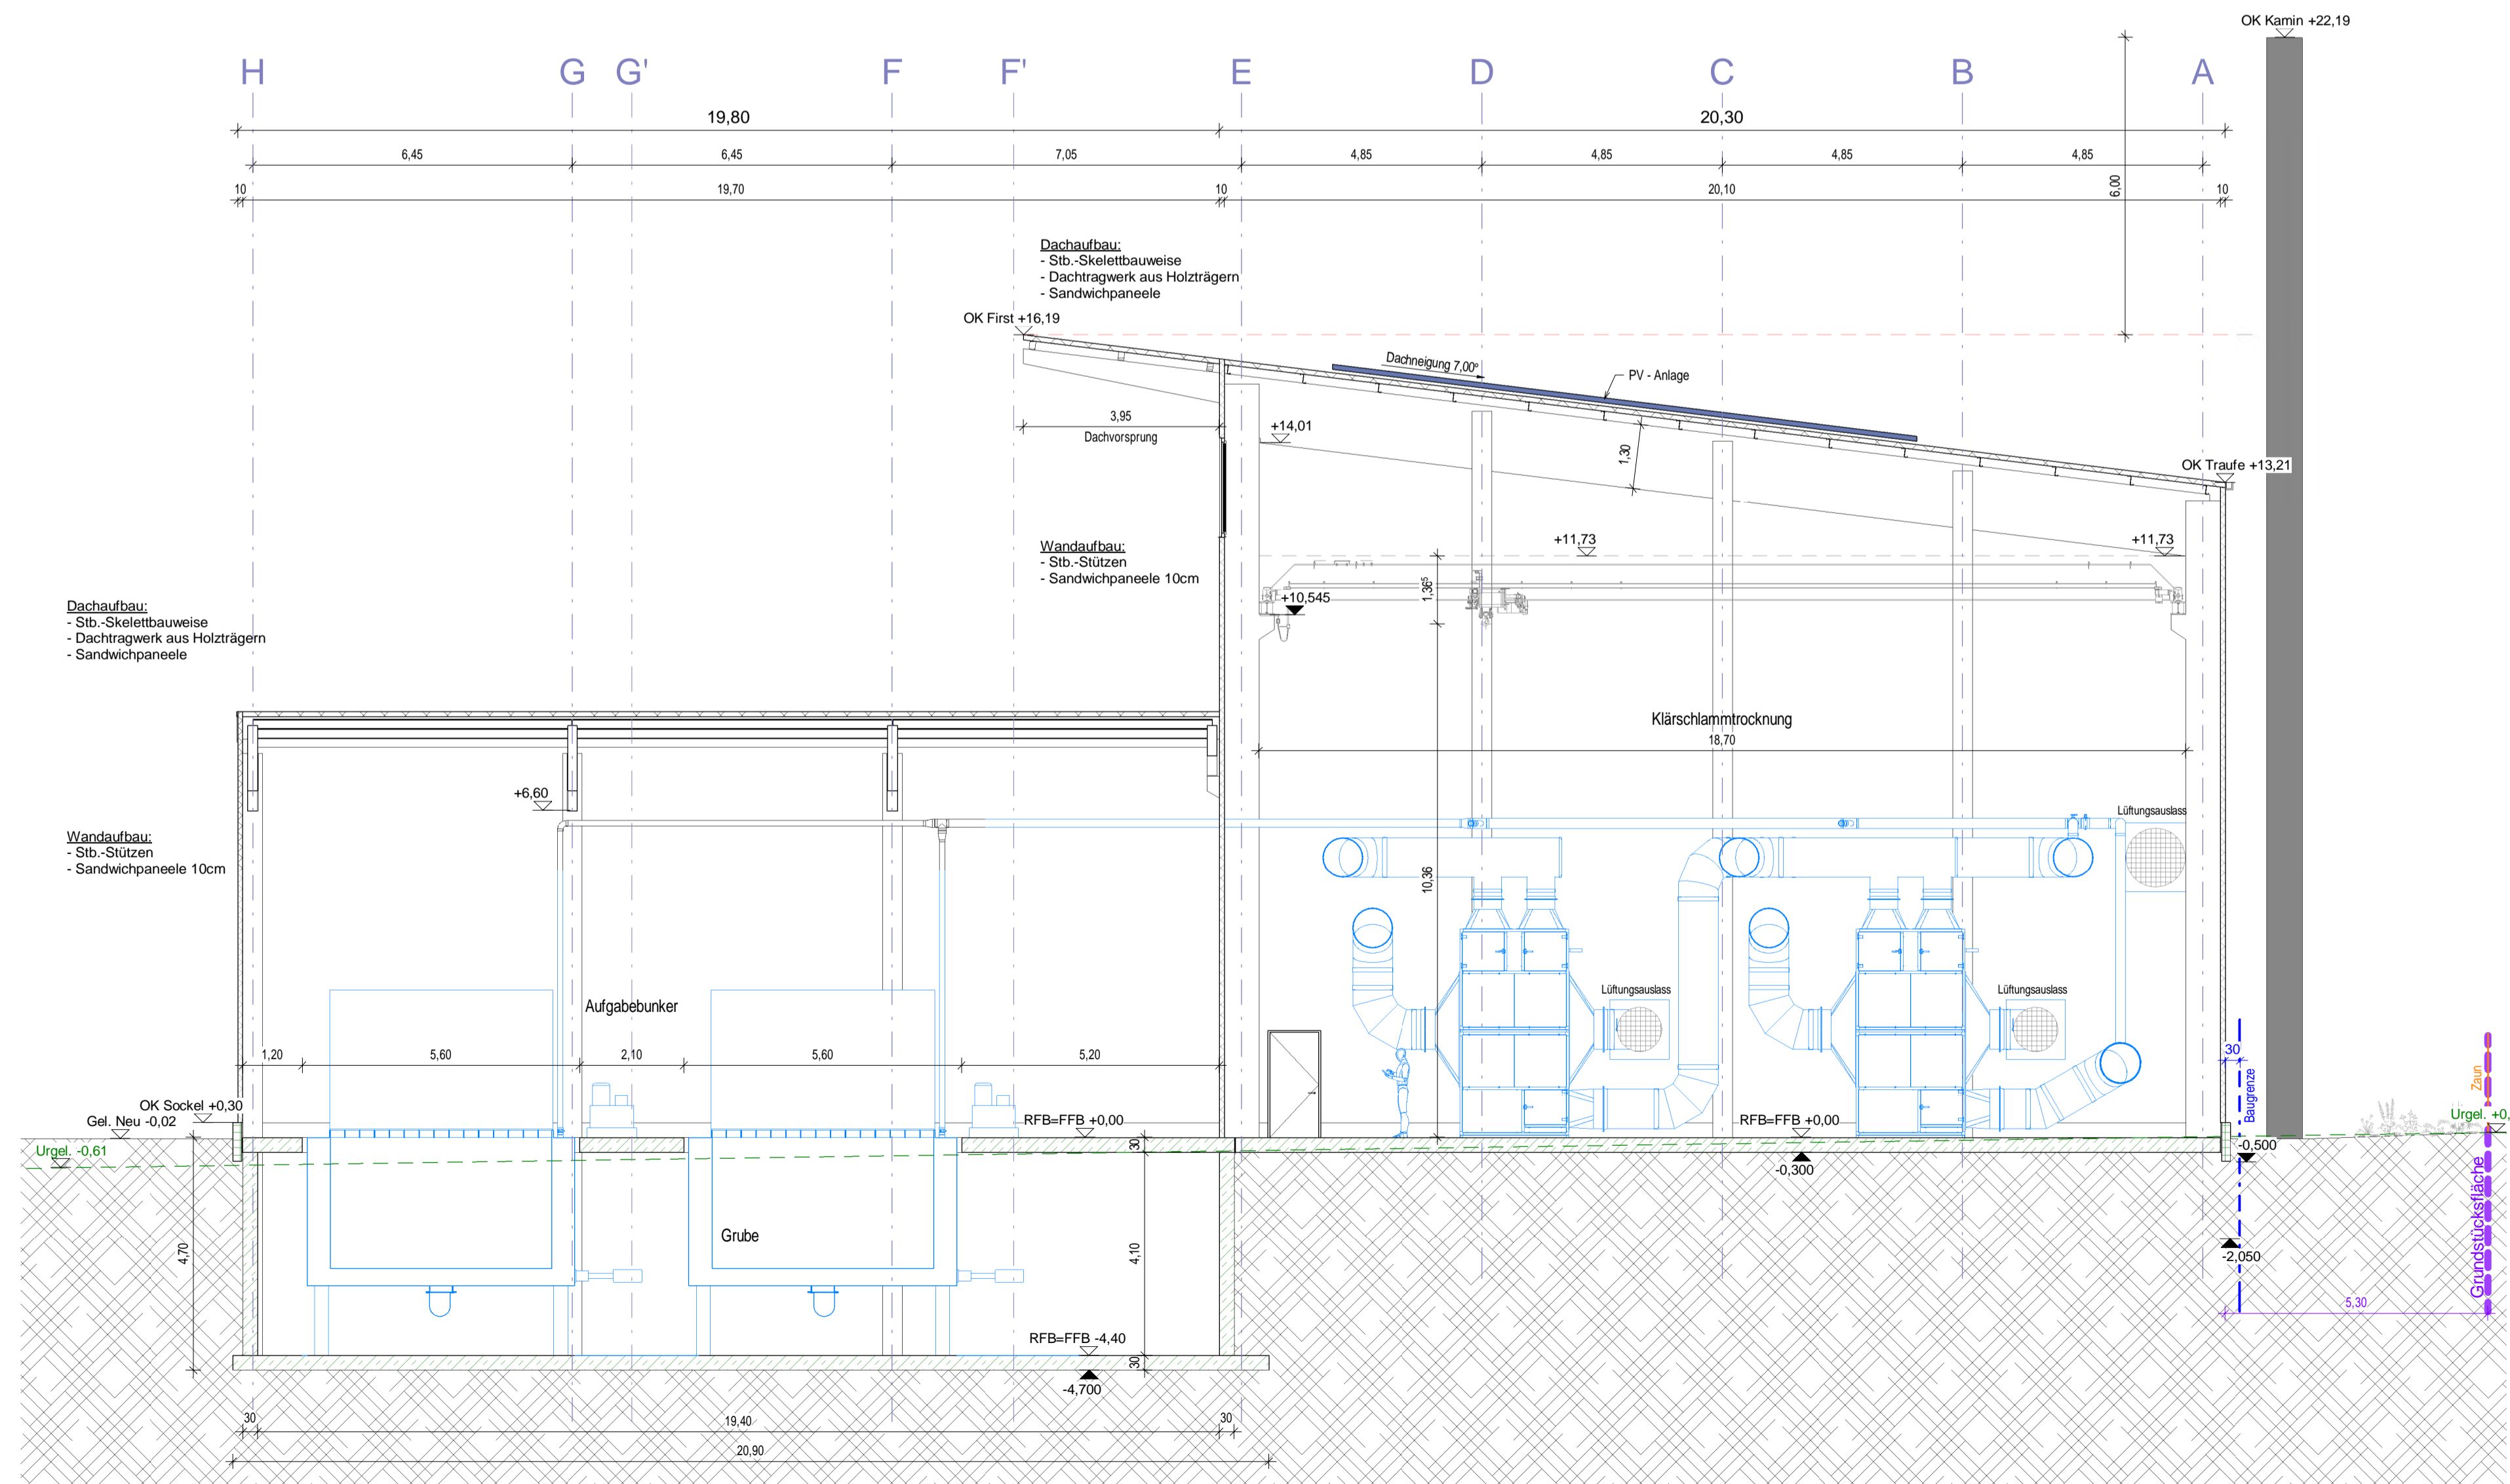 OK Kamin +22,19
H G G' F F' E D C B A
19,80 20,30
6,45 6,45 7,05 4,85 4,85 4,85 4,85
10 19,70 10 20,10 10
6,00
Dachaufbau:
- Stb.-Skelettbauweise
- Dachtragwerk aus Holzträgern
- Sandwichpaneele
OK First +16,19
Dachneigung 7,00°
PV - Anlage
3,95
Dachvorsprung
+14,01
1,30
OK Traufe +13,21
Wandaufbau:
- Stb.-Stützen
- Sandwichpaneele 10cm
+11,73
+11,73
1,36⁵
+10,545
Dachaufbau:
- Stb.-Skelettbauweise
- Dachtragwerk aus Holzträgern
- Sandwichpaneele
Klärschlammtrocknung
18,70
+6,60
Lüftungsauslass
Wandaufbau:
- Stb.-Stützen
- Sandwichpaneele 10cm
10,36
Lüftungsauslass
Lüftungsauslass
Aufgabebunker
1,20 5,60 2,10 5,60 5,20
30
Baugrenze
Zaun
OK Sockel +0,30
Gel. Neu -0,02
RFB=FFB +0,00
RFB=FFB +0,00
Urgel. +0,
Urgel. -0,61
30
-0,300
-0,500
Grube
4,70
4,10
-2,050
Grundstücksfläche
5,30
RFB=FFB -4,40
30
-4,700
30 19,40 30
20,90